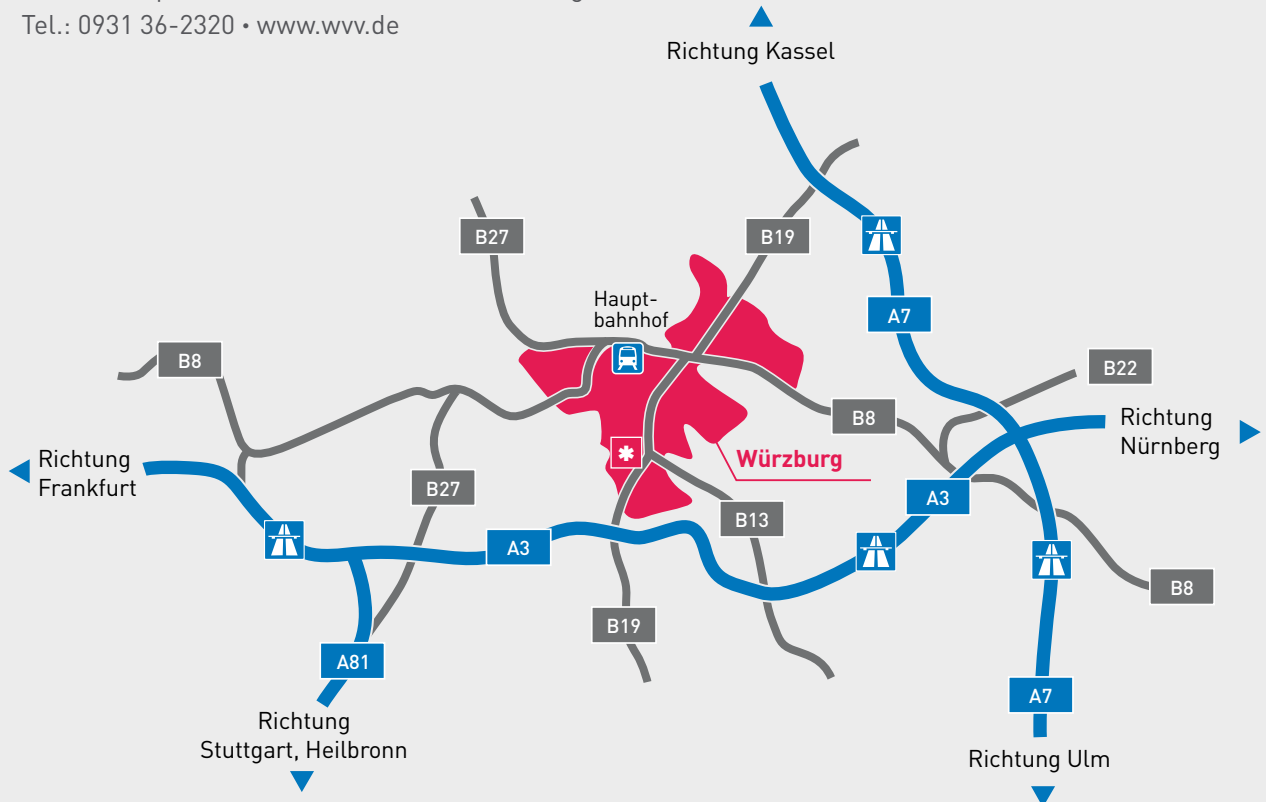 Tel.: 0931 36-2320 • www.wvv.de
Richtung Kassel
B27
B19
Haupt-
bahnhof
A7
B8
B22
B8
Richtung
Nürnberg
Würzburg
Richtung
Frankfurt
B27
A3
B13
A3
B8
B19
A81
A7
Richtung
Stuttgart, Heilbronn
Richtung Ulm